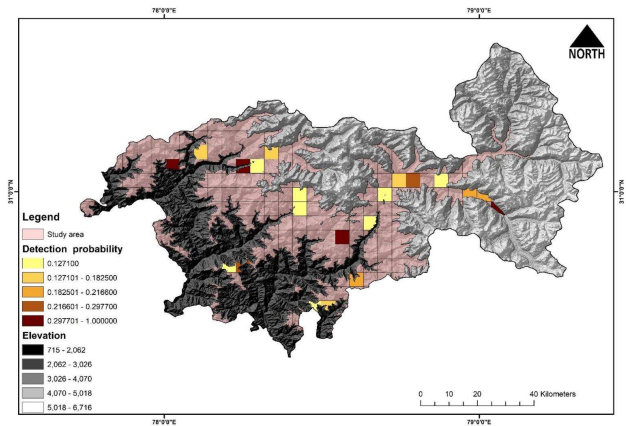 78°0'0"E 79°0'0"E
NORTH
31°0'0"N 31°0'0"N
Legend
Study area
Detection probability
0.127100
0.127101 - 0.182500
0.182501 - 0.216600
0.216601 - 0.297700
0.297701 - 1.000000
Elevation
715 - 2,062
2,062 - 3,026
3,026 - 4,070
4,070 - 5,018
5,018 - 6,716
0 10 20 40 Kilometers
78°0'0"E 79°0'0"E